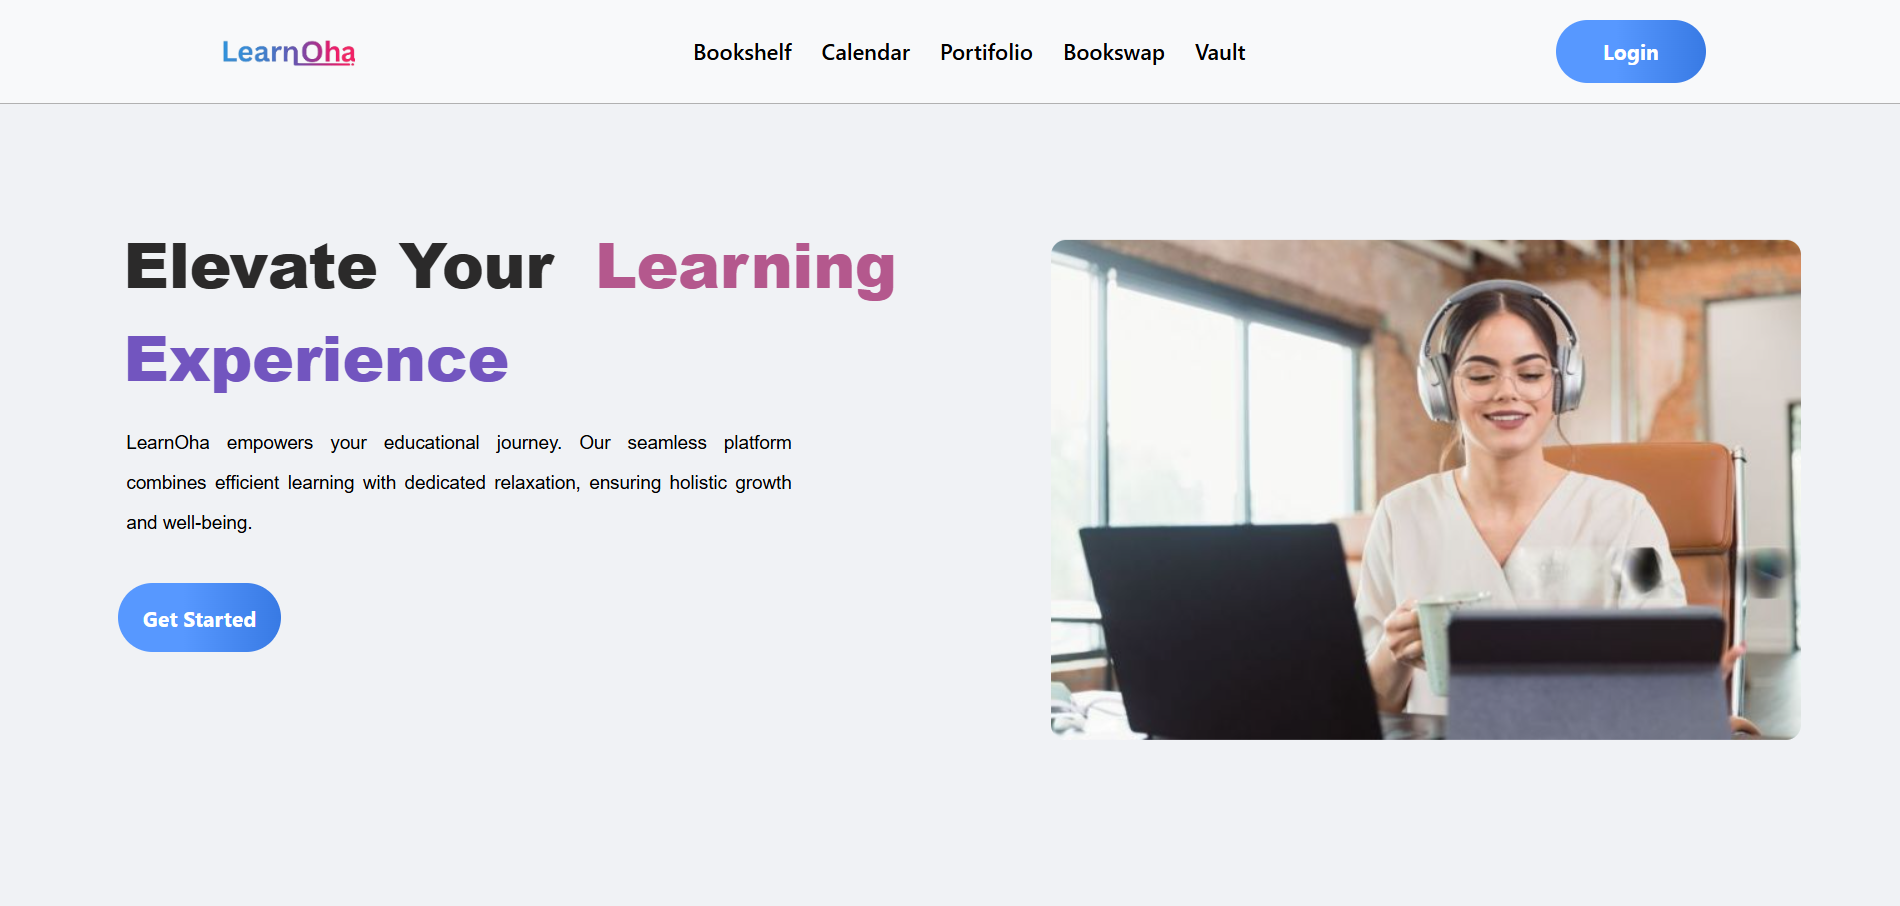 LearnOha
Bookshelf Calendar Portifolio Bookswap Vault
Login
Elevate Your Learning
Experience
LearnOha empowers your educational journey. Our seamless platform
combines efficient learning with dedicated relaxation, ensuring holistic growth
and well-being.
Get Started